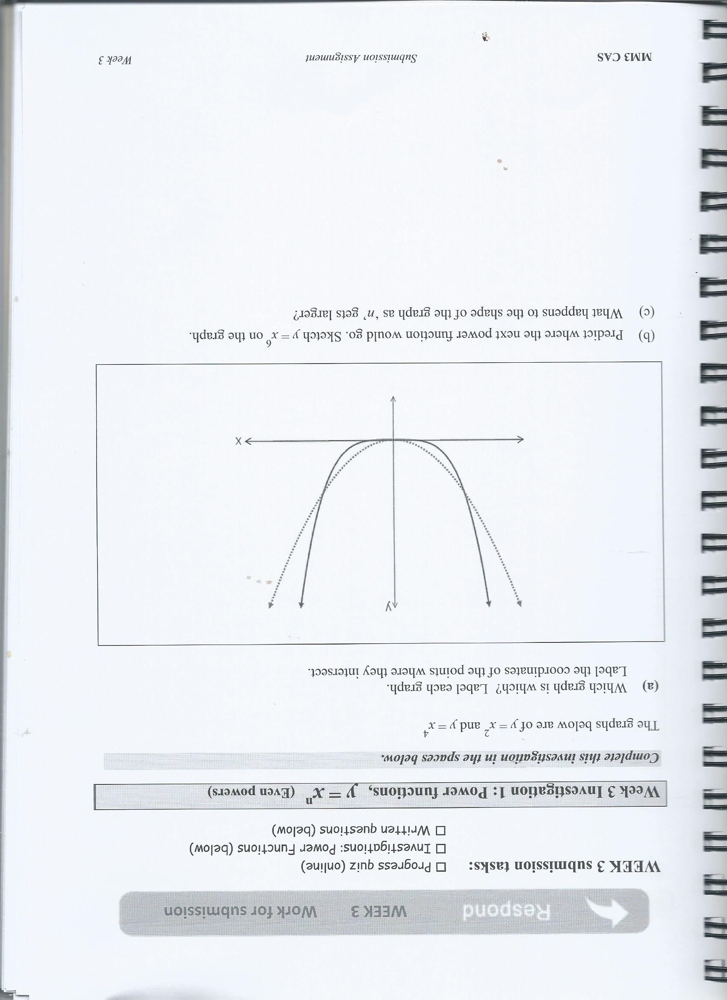 Respond WEEK 3 Work for submission
WEEK 3 submission tasks: □ Progress quiz (online)
□ Investigations: Power Functions (below)
□ Written questions (below)
Week 3 Investigation 1: Power functions, y = xⁿ (Even powers)
Complete this investigation in the spaces below.
The graphs below are of y = x² and y = x⁴
(a) Which graph is which? Label each graph.
Label the coordinates of the points where they intersect.
y
x
(b) Predict where the next power function would go. Sketch y = x⁶ on the graph.
(c) What happens to the shape of the graph as ‘n’ gets larger?
MM3 CAS Submission Assignment Week 3